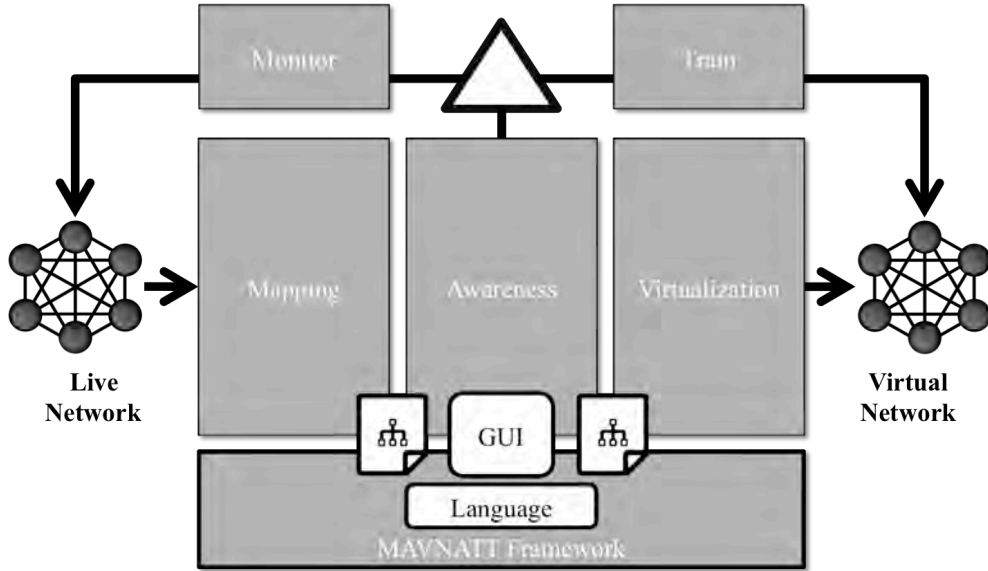 Monitor
Train
Mapping
Awareness
Virtualization
Live
Network
Virtual
Network
GUI
Language
MAVNATT Framework